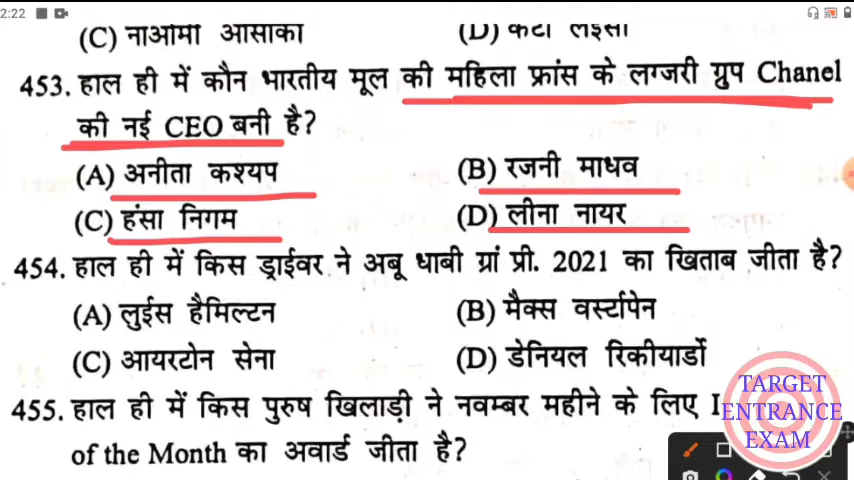 2:22
(C) नाओमी आसाका (D) केटी लेइसी
453. हाल ही में कौन भारतीय मूल की महिला फ्रांस के लग्जरी ग्रुप Chanel
की नई CEO बनी है?
(A) अनीता कश्यप (B) रजनी माधव
(C) हंसा निगम (D) लीना नायर
454. हाल ही में किस ड्राईवर ने अबू धाबी ग्रां प्री. 2021 का खिताब जीता है?
(A) लुईस हैमिल्टन (B) मैक्स वर्स्टापेन
(C) आयरटोन सेना (D) डेनियल रिकीयार्डो
455. हाल ही में किस पुरुष खिलाड़ी ने नवम्बर महीने के लिए I
of the Month का अवार्ड जीता है?
TARGET
ENTRANCE
EXAM